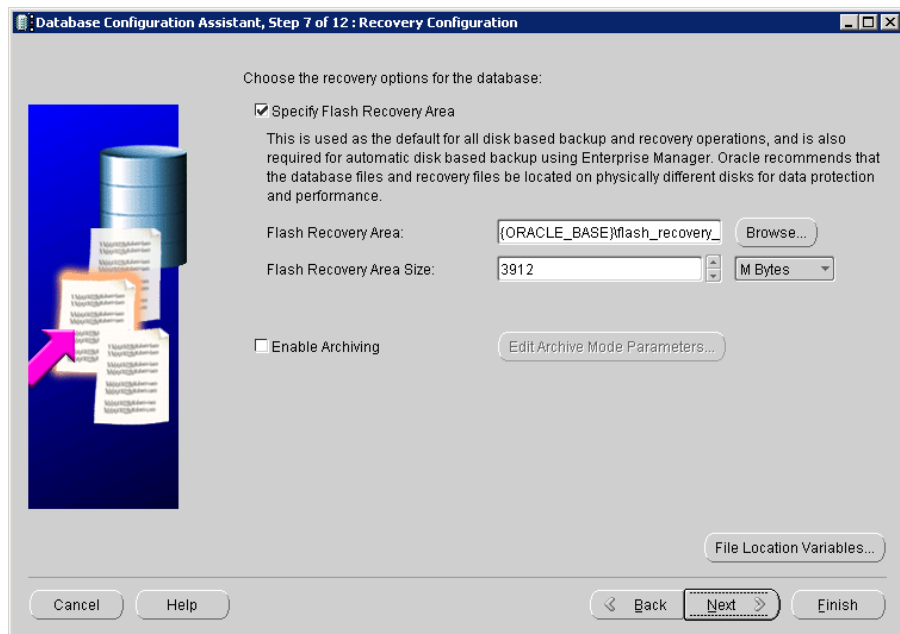 Database Configuration Assistant, Step 7 of 12 : Recovery Configuration
Choose the recovery options for the database:
Specify Flash Recovery Area
This is used as the default for all disk based backup and recovery operations, and is also
required for automatic disk based backup using Enterprise Manager. Oracle recommends that
the database files and recovery files be located on physically different disks for data protection
and performance.
Flash Recovery Area: {ORACLE_BASE}\flash_recovery_ Browse...
Flash Recovery Area Size: 3912 M Bytes
Enable Archiving Edit Archive Mode Parameters...
File Location Variables...
Cancel Help Back Next Finish